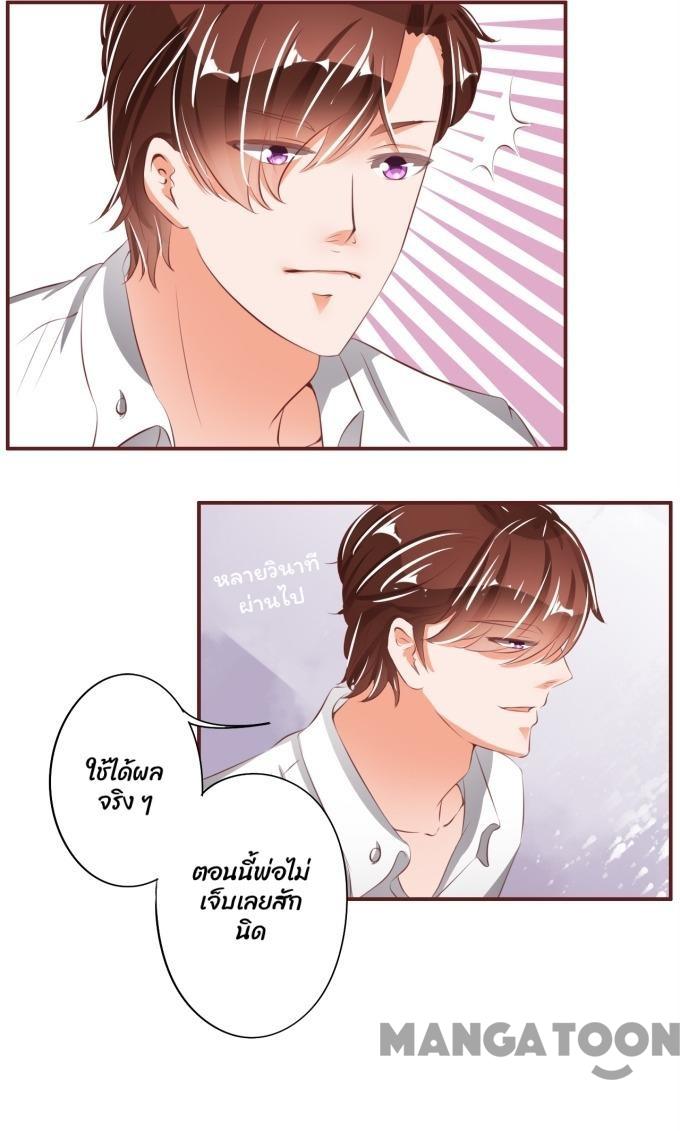 หลายวินาที
ผ่านไป
ใช้ได้ผล
จริง ๆ
ตอนนี้พ่อไม่
เจ็บเลยสัก
นิด
MANGATOON